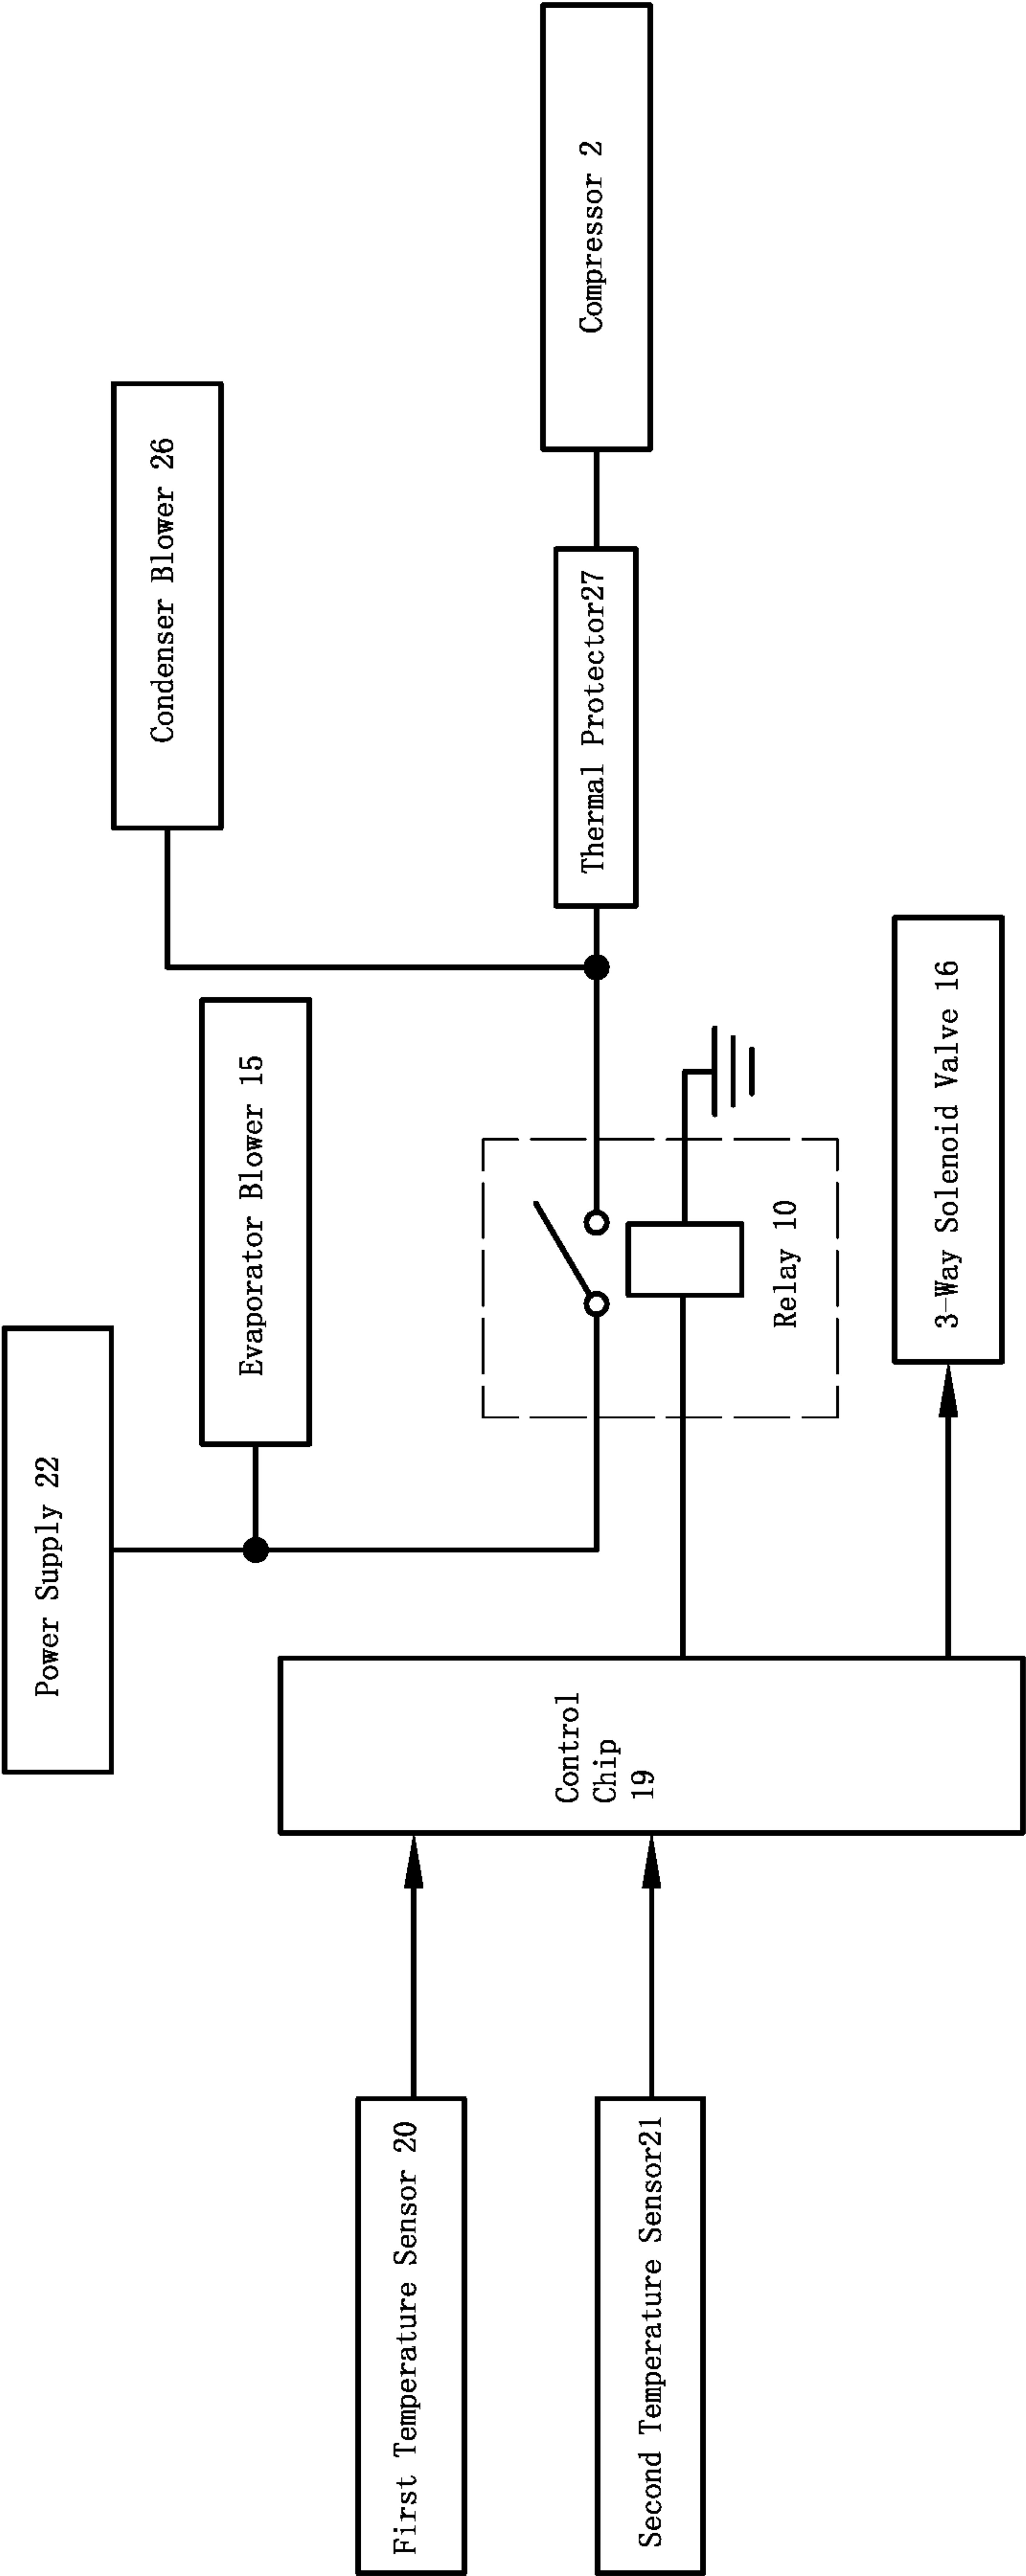 Power Supply 22
Evaporator Blower 15
Condenser Blower 26
First Temperature Sensor 20
Second Temperature Sensor21
Control
Chip
19
Relay 10
Thermal Protector27
Compressor 2
3-Way Solenoid Valve 16